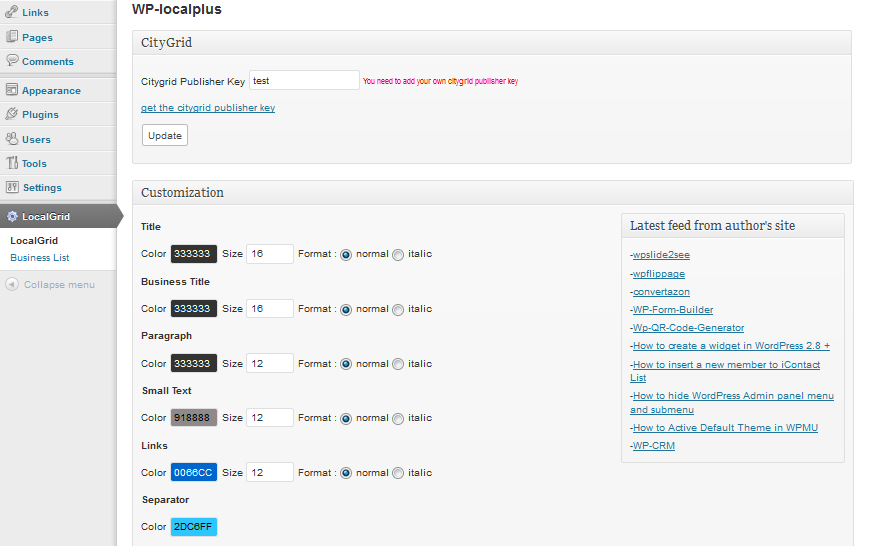 Links
Pages
Comments
Appearance
Plugins
Users
Tools
Settings
LocalGrid
LocalGrid
Business List
Collapse menu
WP-localplus
CityGrid
Citygrid Publisher Key test You need to add your own citygrid publisher key
get the citygrid publisher key
Update
Customization
Title
Color 333333 Size 16 Format : normal italic
Business Title
Color 333333 Size 16 Format : normal italic
Paragraph
Color 333333 Size 12 Format : normal italic
Small Text
Color 918888 Size 12 Format : normal italic
Links
Color 0066CC Size 12 Format : normal italic
Separator
Color 2DC6FF
Latest feed from author's site
-wpslide2see
-wpflippage
-convertazon
-WP-Form-Builder
-Wp-QR-Code-Generator
-How to create a widget in WordPress 2.8 +
-How to insert a new member to iContact
List
-How to hide WordPress Admin panel menu
and submenu
-How to Active Default Theme in WPMU
-WP-CRM